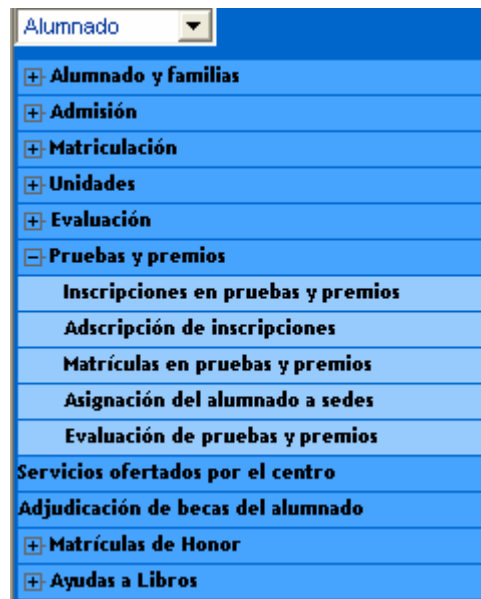 Alumnado
Alumnado y familias
Admisión
Matriculación
Unidades
Evaluación
Pruebas y premios
Inscripciones en pruebas y premios
Adscripción de inscripciones
Matrículas en pruebas y premios
Asignación del alumnado a sedes
Evaluación de pruebas y premios
Servicios ofertados por el centro
Adjudicación de becas del alumnado
Matrículas de Honor
Ayudas a Libros